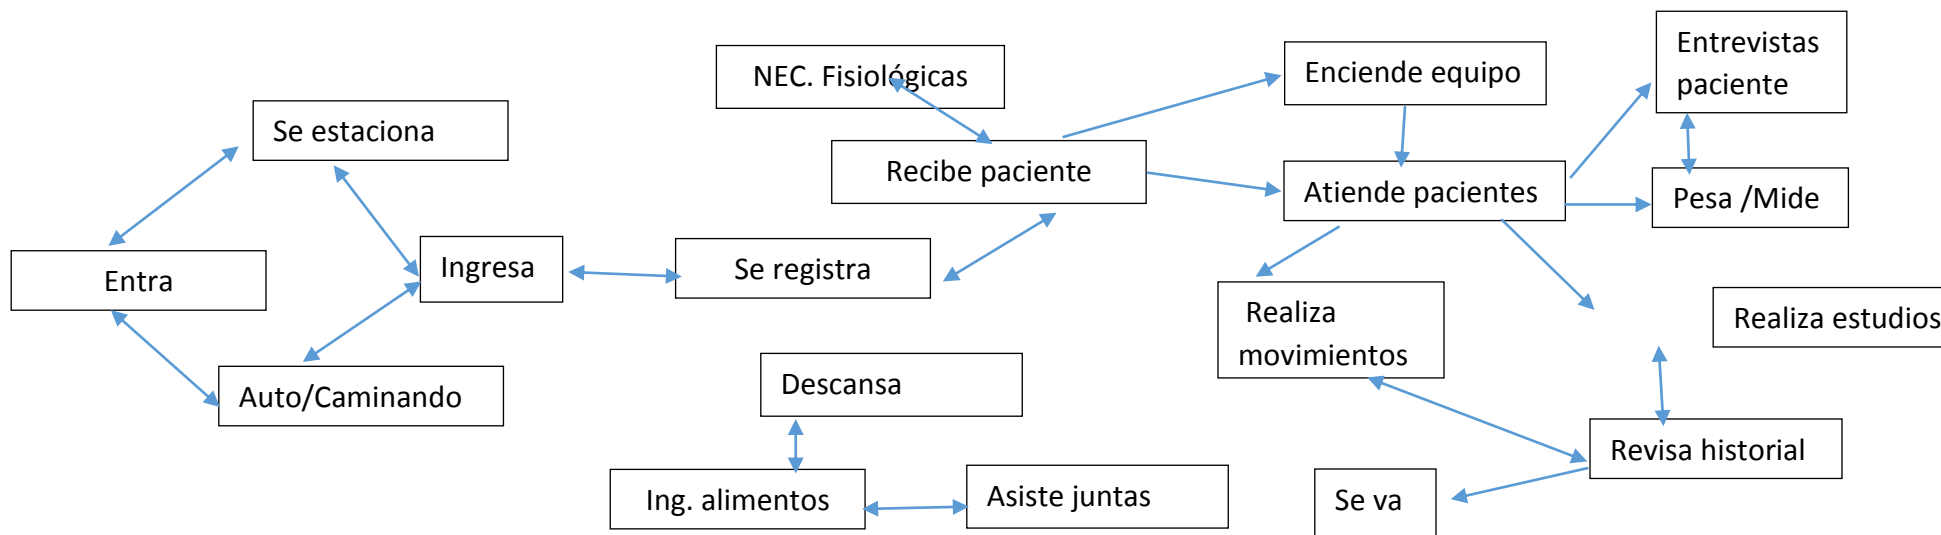 NEC. Fisiológicas
Enciende equipo
Entrevistas
paciente
Se estaciona
Recibe paciente
Atiende pacientes
Pesa /Mide
Entra
Ingresa
Se registra
Realiza
movimientos
Realiza estudios
Auto/Caminando
Descansa
Revisa historial
Ing. alimentos
Asiste juntas
Se va